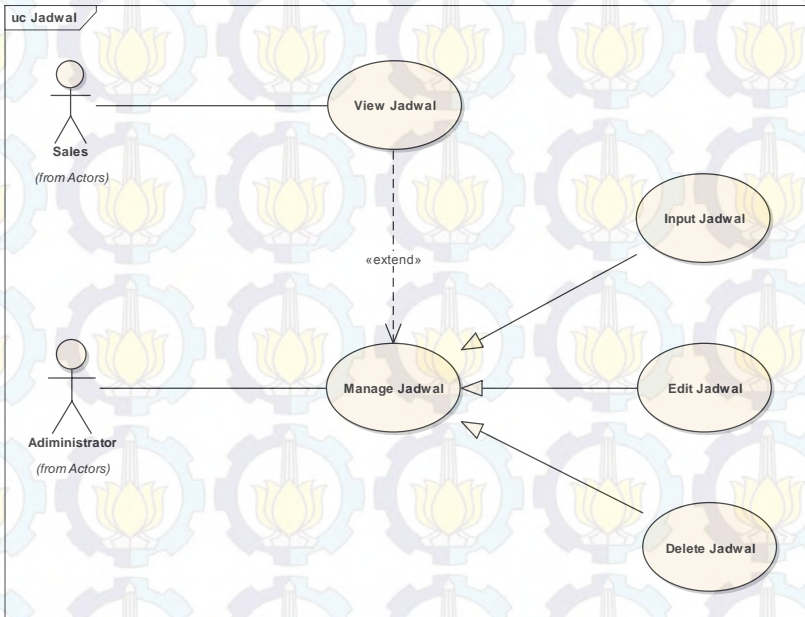 uc Jadwal
View Jadwal
Sales
(from Actors)
Input Jadwal
«extend»
Manage Jadwal
Edit Jadwal
Adiministrator
(from Actors)
Delete Jadwal